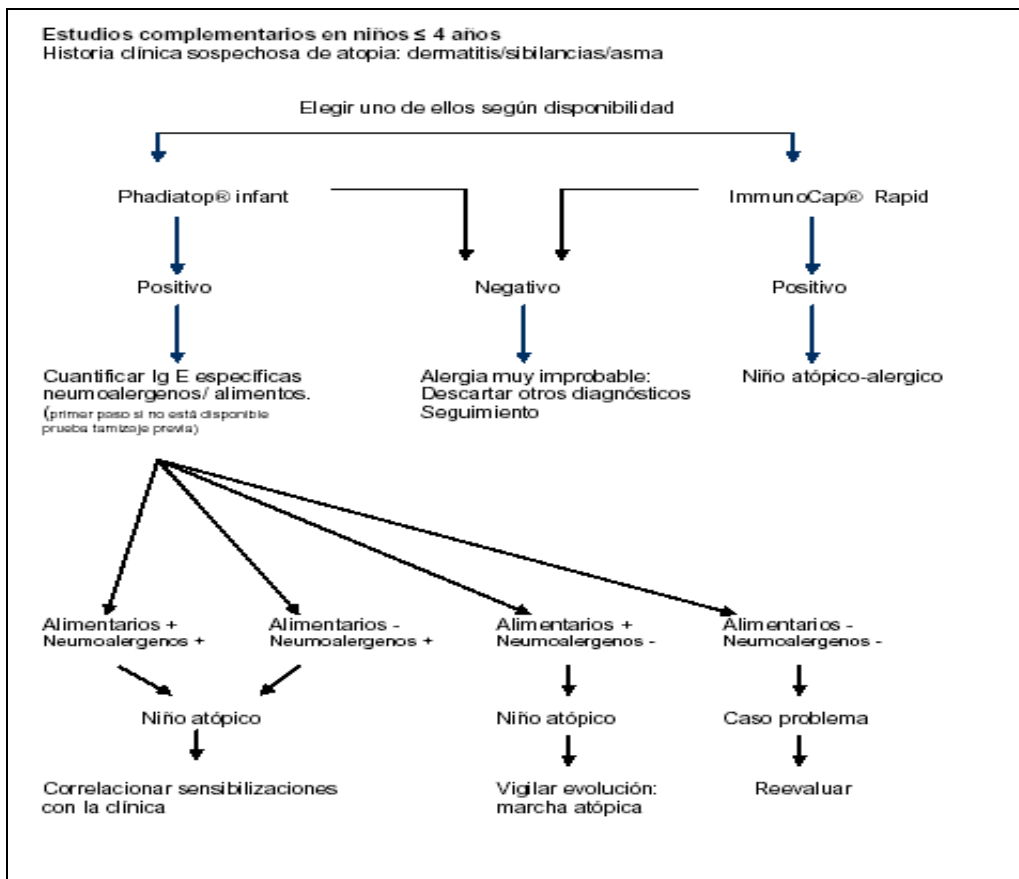 Estudios complementarios en niños ≤ 4 años
Historia clínica sospechosa de atopia: dermatitis/sibilancias/asma
Elegir uno de ellos según disponibilidad
Phadiatop® infant
ImmunoCap® Rapid
Positivo
Negativo
Positivo
Cuantificar Ig E específicas
neumoalergenos/ alimentos.
(primer paso si no está disponible
prueba tamizaje previa)
Alergia muy improbable:
Descartar otros diagnósticos
Seguimiento
Niño atópico-alergico
Alimentarios +
Neumoalergenos +
Alimentarios -
Neumoalergenos +
Alimentarios +
Neumoalergenos -
Alimentarios -
Neumoalergenos -
Niño atópico
Niño atópico
Caso problema
Correlacionar sensibilizaciones
con la clínica
Vigilar evolución:
marcha atópica
Reevaluar